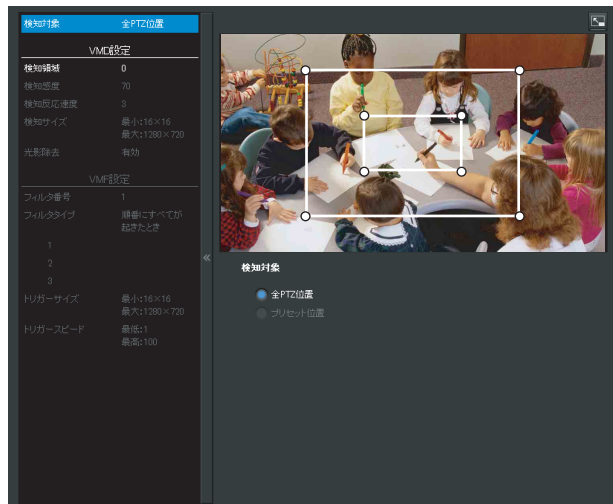 検知対象 全PTZ位置
VMD設定
検知領域 0
検知感度 70
検知反応速度 3
検知サイズ 最小:16×16
最大:1280×720
光影除去 有効
VMF設定
フィルタ番号 1
フィルタタイプ 順番にすべてが
起きたとき
1
2
3
トリガーサイズ 最小:16×16
最大:1280×720
トリガースピード 最低:1
最高:100
«
検知対象
全PTZ位置
プリセット位置